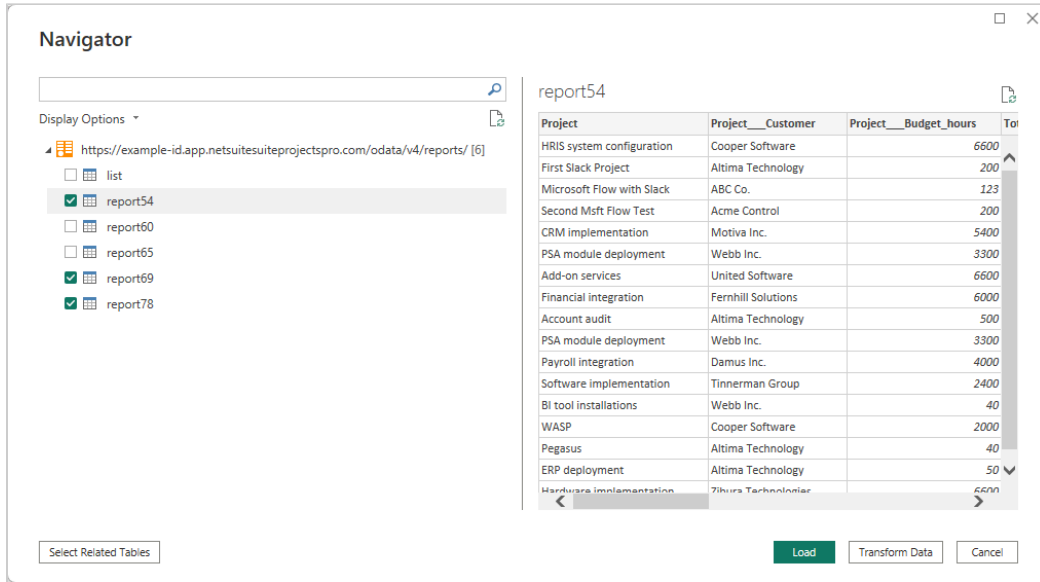 Navigator
Display Options
https://example-id.app.netsuitesuiteprojectspro.com/odata/v4/reports/ [6]
list
report54
report60
report65
report69
report78
report54
Project Project___Customer Project___Budget_hours Tot
HRIS system configuration Cooper Software 6600
First Slack Project Altima Technology 200
Microsoft Flow with Slack ABC Co. 123
Second Msft Flow Test Acme Control 200
CRM implementation Motiva Inc. 5400
PSA module deployment Webb Inc. 3300
Add-on services United Software 6600
Financial integration Fernhill Solutions 6000
Account audit Altima Technology 500
PSA module deployment Webb Inc. 3300
Payroll integration Damus Inc. 4000
Software implementation Tinnerman Group 2400
BI tool installations Webb Inc. 40
WASP Cooper Software 2000
Pegasus Altima Technology 40
ERP deployment Altima Technology 50
Hardware implementation Zibura Technologies 6600
Select Related Tables
Load
Transform Data
Cancel